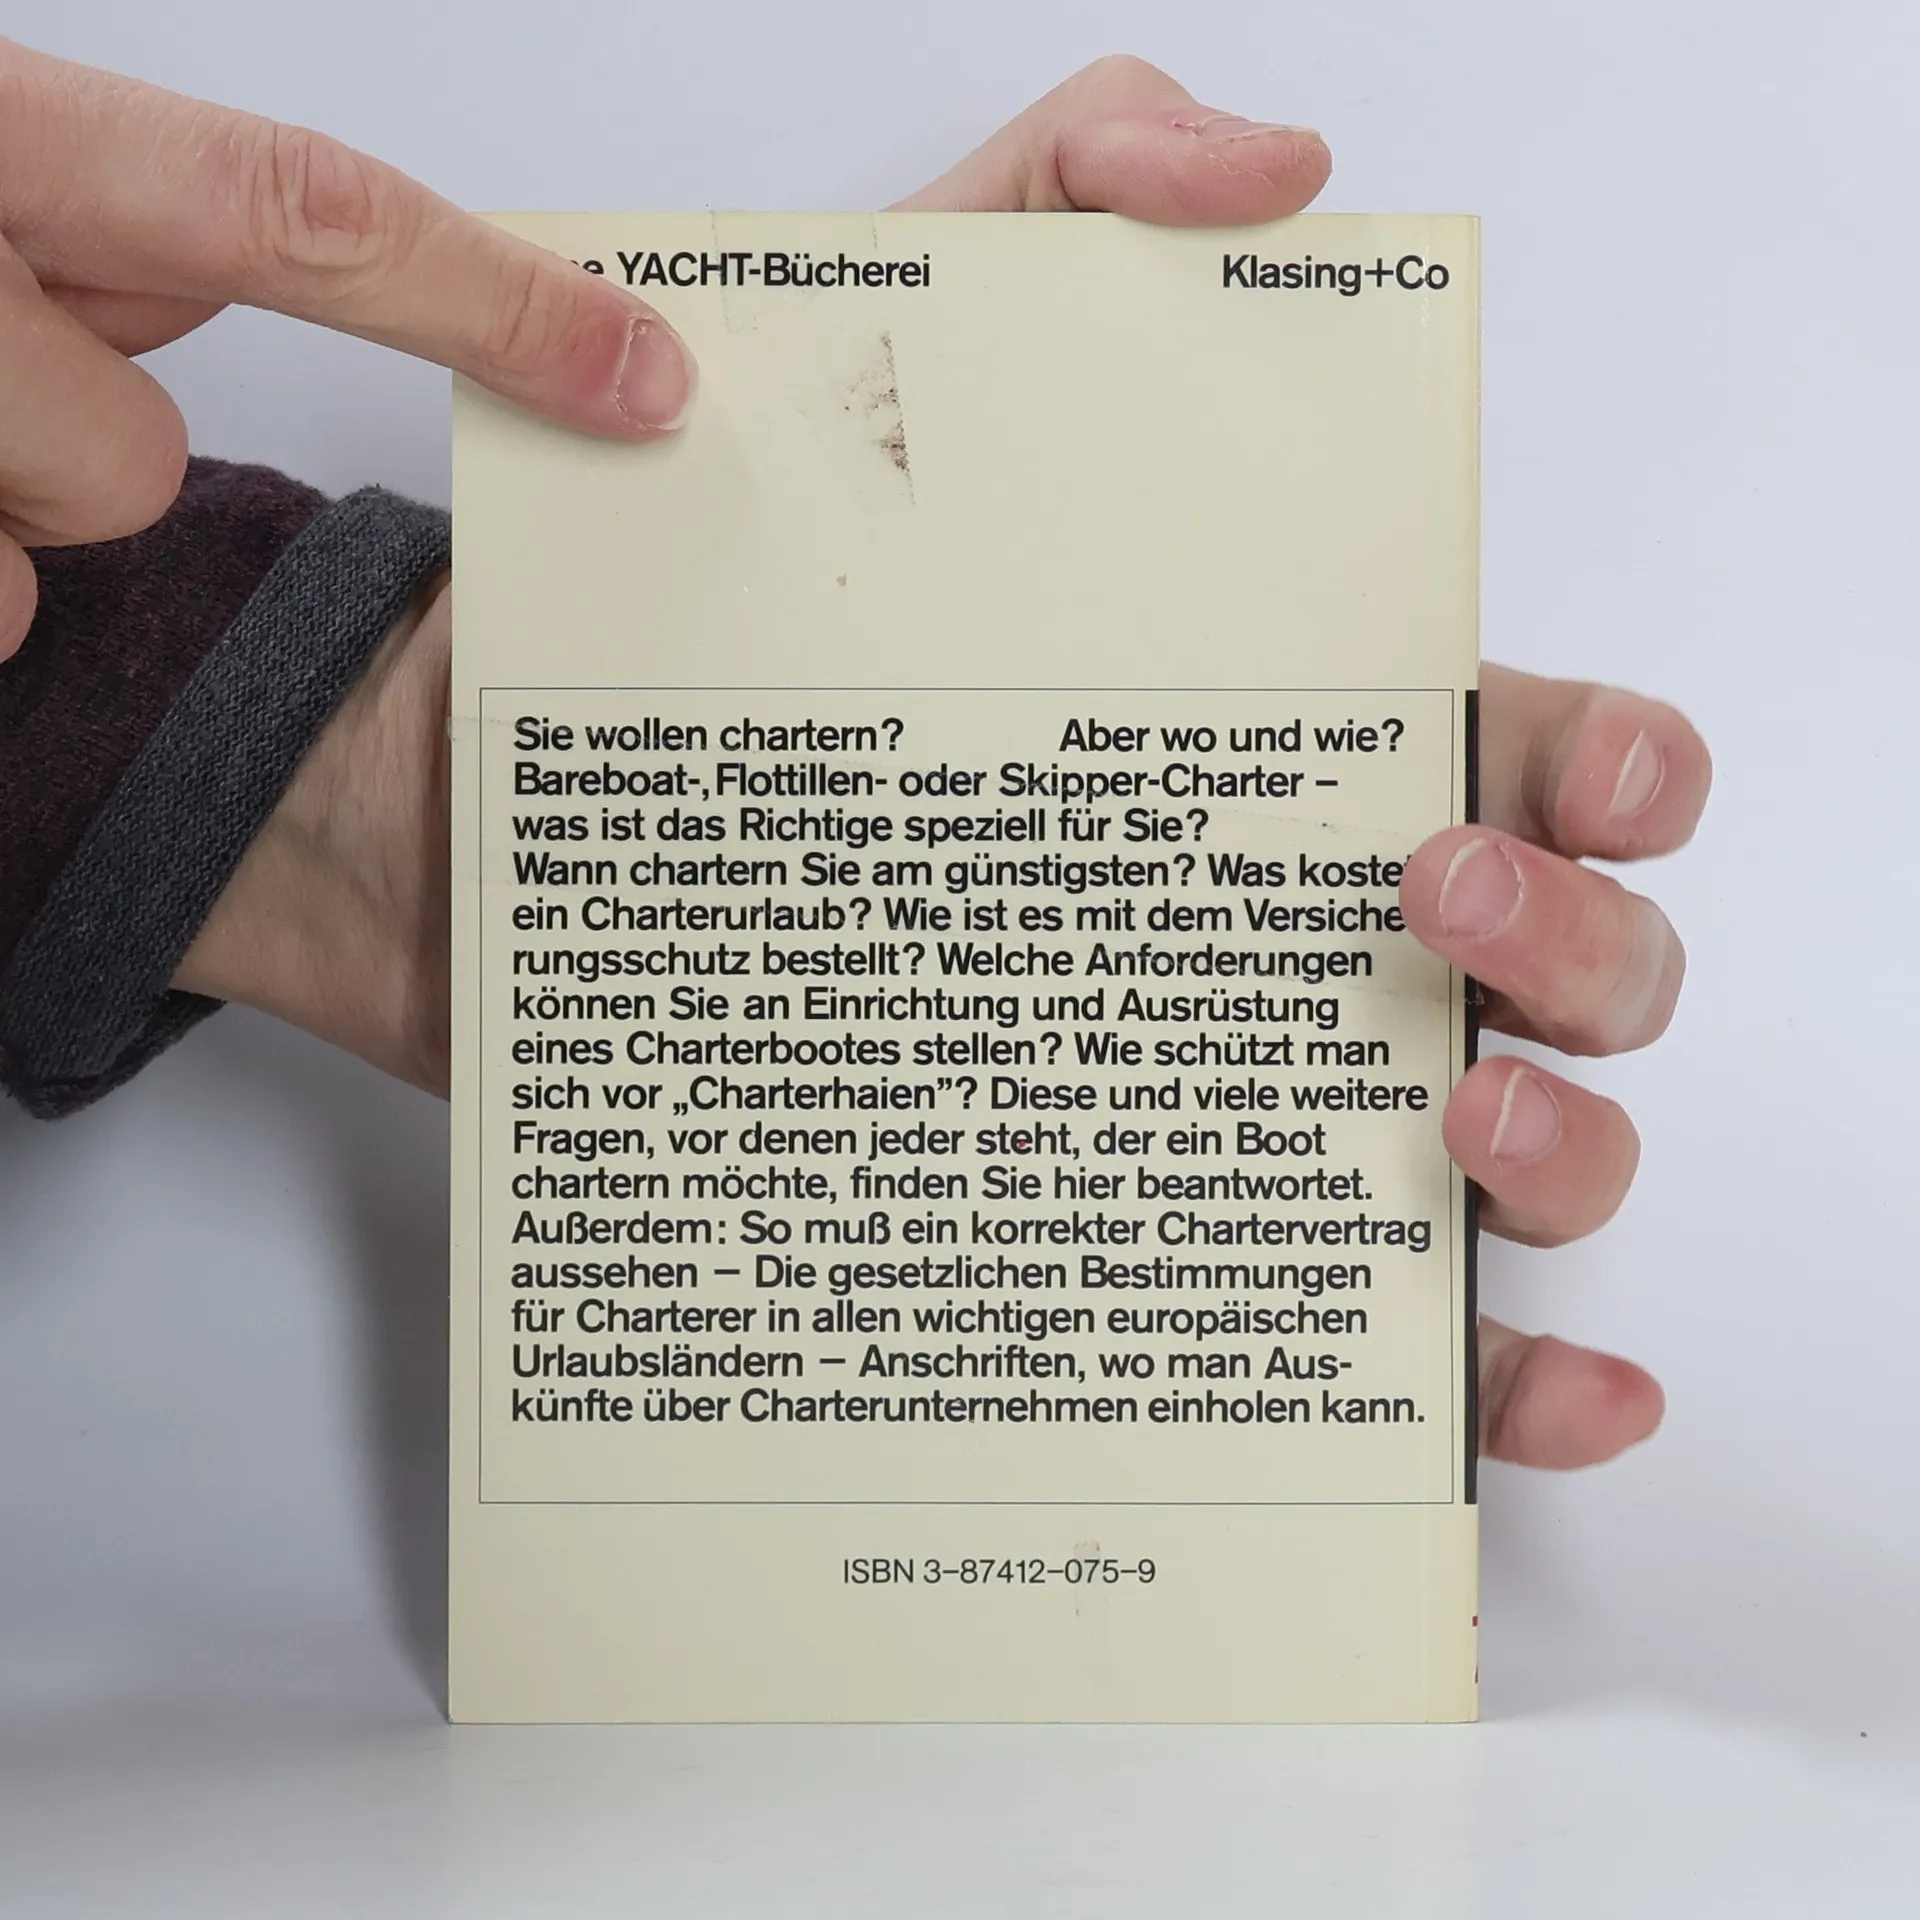 YACHT-Bücherei Klasing+Co
Sie wollen chartern? Aber wo und wie?
Bareboat-, Flottillen- oder Skipper-Charter –
was ist das Richtige speziell für Sie?
Wann chartern Sie am günstigsten? Was kostet
ein Charterurlaub? Wie ist es mit dem Versiche
rungsschutz bestellt? Welche Anforderungen
können Sie an Einrichtung und Ausrüstung
eines Charterbootes stellen? Wie schützt man
sich vor „Charterhaien”? Diese und viele weitere
Fragen, vor denen jeder steht, der ein Boot
chartern möchte, finden Sie hier beantwortet.
Außerdem: So muß ein korrekter Chartervertrag
aussehen – Die gesetzlichen Bestimmungen
für Charterer in allen wichtigen europäischen
Urlaubsländern – Anschriften, wo man Aus-
künfte über Charterunternehmen einholen kann.
ISBN 3–87412–075–9